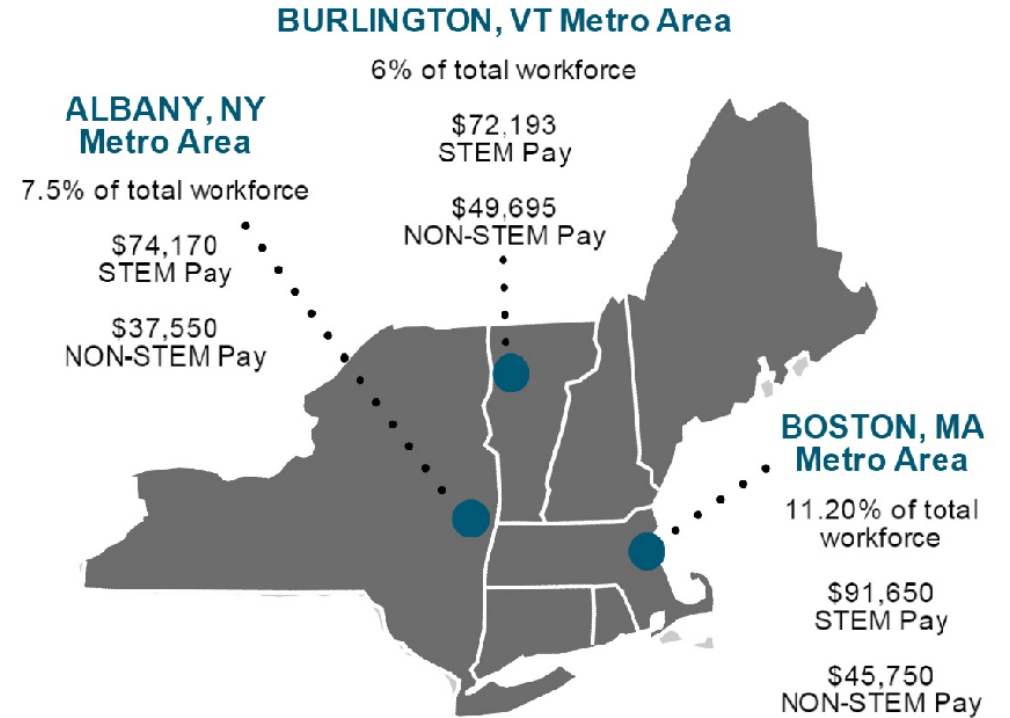 BURLINGTON, VT Metro Area
6% of total workforce
$72,193
STEM Pay
$49,695
NON-STEM Pay
ALBANY, NY
Metro Area
7.5% of total workforce
$74,170
STEM Pay
$37,550
NON-STEM Pay
BOSTON, MA
Metro Area
11.20% of total
workforce
$91,650
STEM Pay
$45,750
NON-STEM Pay